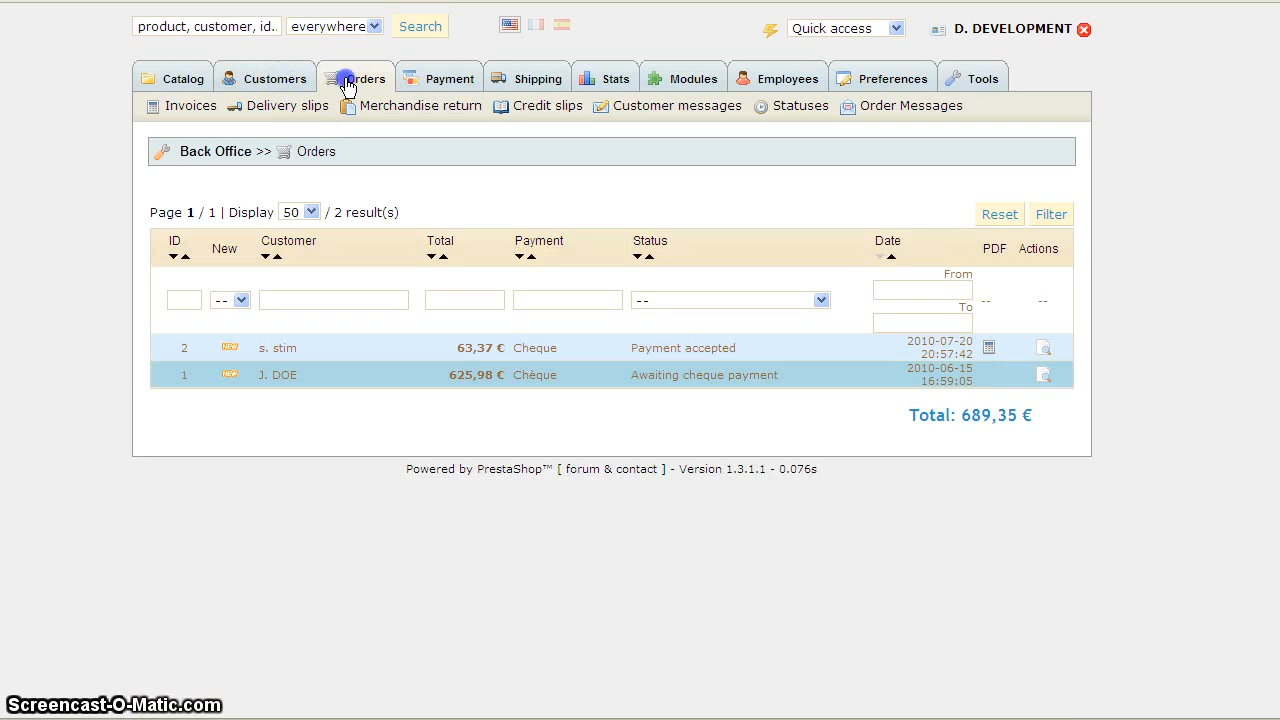 product, customer, id.. everywhere Search Quick access D. DEVELOPMENT
Catalog Customers Orders Payment Shipping Stats Modules Employees Preferences Tools
Invoices Delivery slips Merchandise return Credit slips Customer messages Statuses Order Messages
Back Office >> Orders
Page 1 / 1 | Display 50 / 2 result(s) Reset Filter
ID New Customer Total Payment Status Date PDF Actions
From
-- -- -- --
To
2 NEW s. stim 63,37 € Cheque Payment accepted 2010-07-20 20:57:42
1 NEW J. DOE 625,98 € Chèque Awaiting cheque payment 2010-06-15 16:59:05
Total: 689,35 €
Powered by PrestaShop™ [ forum & contact ] - Version 1.3.1.1 - 0.076s
Screencast-O-Matic.com